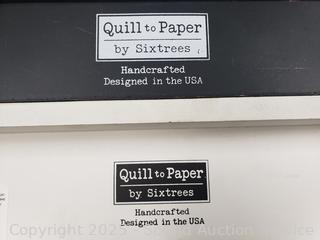 Quill to Paper
by Sixtrees
Handcrafted
Designed in the USA
Quill to Paper
by Sixtrees
Handcrafted
Designed in the USA